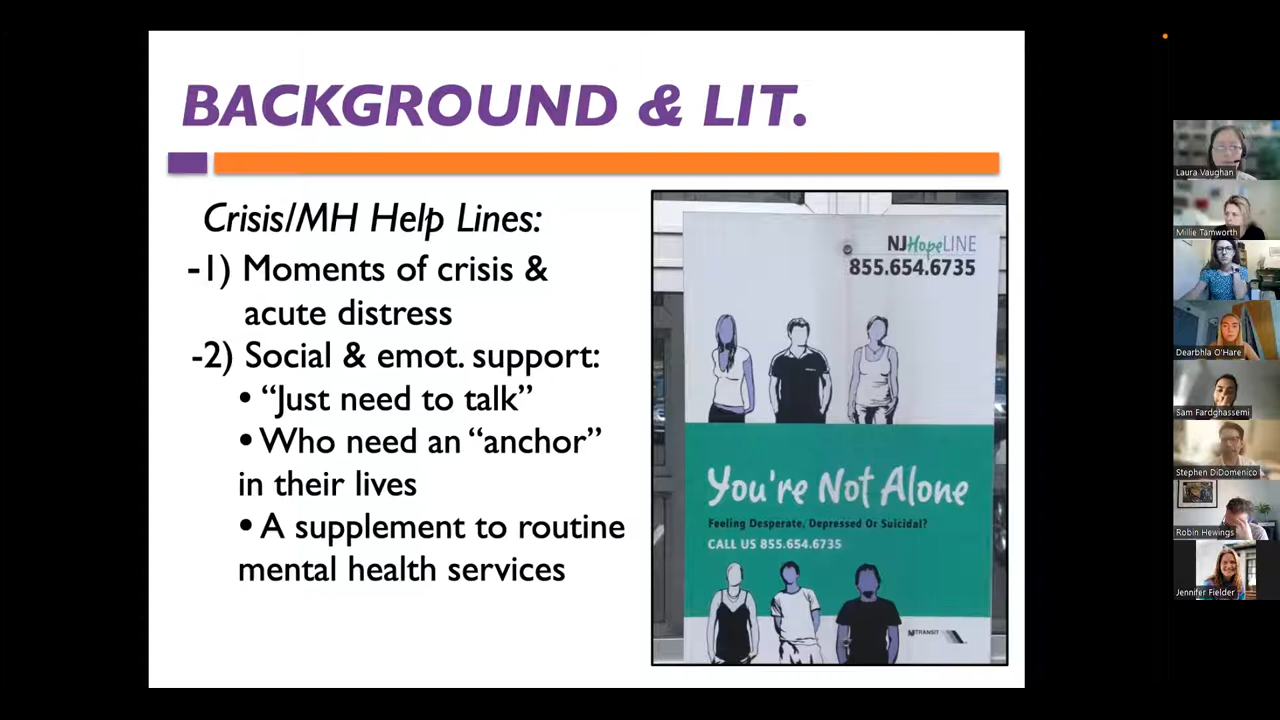 BACKGROUND & LIT.
Crisis/MH Help Lines:
-1) Moments of crisis &
acute distress
-2) Social & emot. support:
• “Just need to talk”
• Who need an “anchor”
in their lives
• A supplement to routine
mental health services
NJHopeLINE
855.654.6735
You're Not Alone
Feeling Desperate, Depressed Or Suicidal?
CALL US 855.654.6735
NJ TRANSIT
Laura Vaughan
Millie Tamworth
Dearbhla O'Hare
Sam Fardghassemi
Stephen DiDomenico
Robin Hewings
Jennifer Fielder